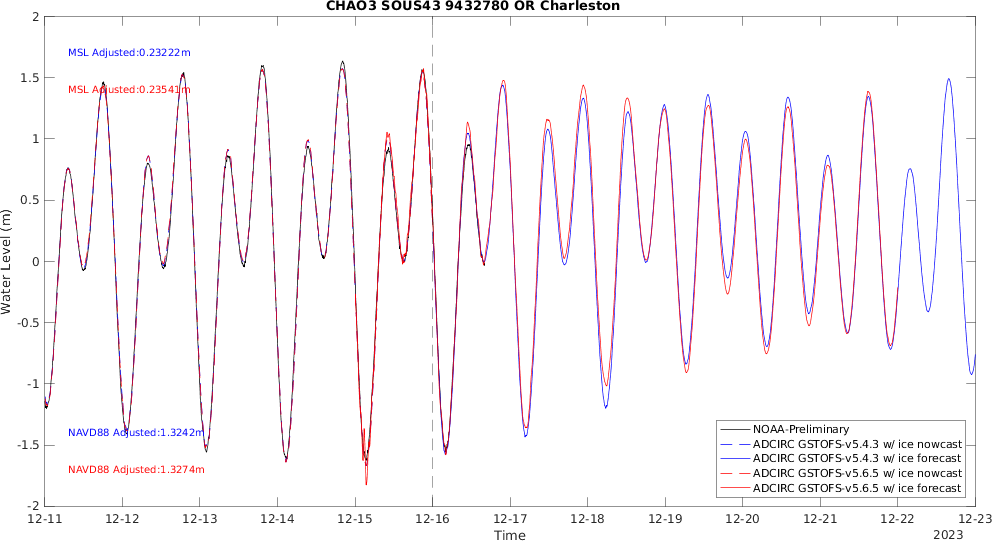 CHAO3 SOUS43 9432780 OR Charleston
2
1.5
1
0.5
0
-0.5
-1
-1.5
-2
Water Level (m)
MSL Adjusted:0.23222m
MSL Adjusted:0.23541m
NAVD88 Adjusted:1.3242m
NAVD88 Adjusted:1.3274m
NOAA-Preliminary
ADCIRC GSTOFS-v5.4.3 w/ ice nowcast
ADCIRC GSTOFS-v5.4.3 w/ ice forecast
ADCIRC GSTOFS-v5.6.5 w/ ice nowcast
ADCIRC GSTOFS-v5.6.5 w/ ice forecast
12-11 12-12 12-13 12-14 12-15 12-16 12-17 12-18 12-19 12-20 12-21 12-22 12-23
Time
2023